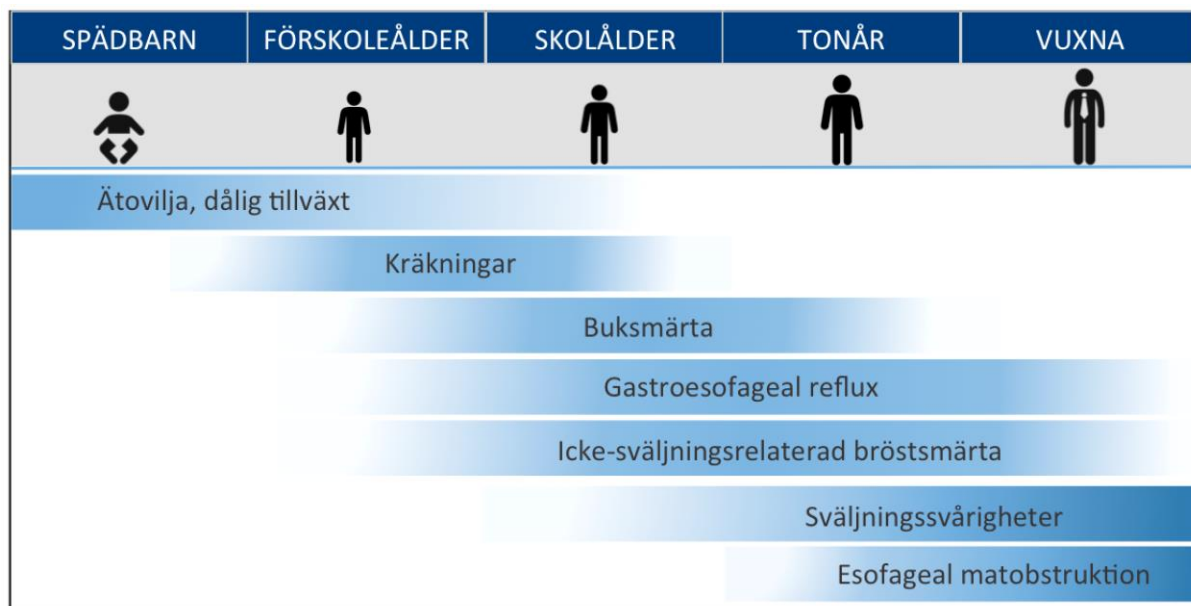 SPÄDBARN FÖRSKOLEÅLDER SKOLÅLDER TONÅR VUXNA
Ätovilja, dålig tillväxt
Kräkningar
Buksmärta
Gastroesofageal reflux
Icke-sväljningsrelaterad bröstsmärta
Sväljningssvårigheter
Esofageal matobstruktion